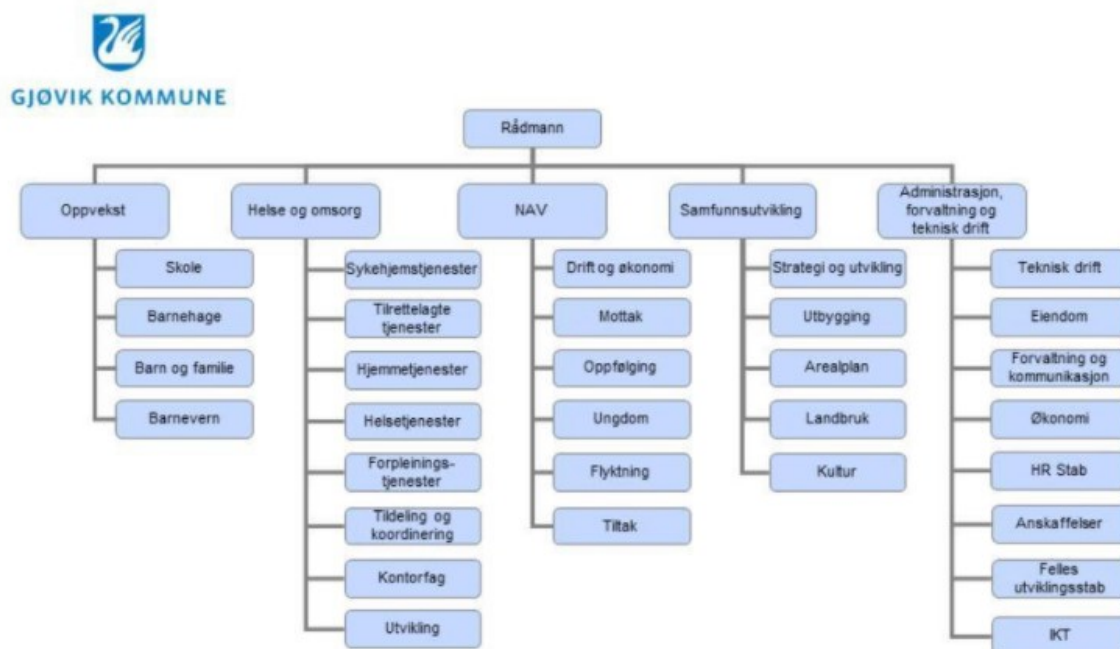 GJØVIK KOMMUNE
Rådmann
Oppvekst
Skole
Barnehage
Barn og familie
Barnevern
Helse og omsorg
Sykehjemstjenester
Tilrettelagte
tjenester
Hjemmetjenester
Helsetjenester
Forpleinings-
tjenester
Tildeling og
koordinering
Kontorfag
Utvikling
NAV
Drift og økonomi
Mottak
Oppfølging
Ungdom
Flyktning
Tiltak
Samfunnsutvikling
Strategi og utvikling
Utbygging
Arealplan
Landbruk
Kultur
Administrasjon,
forvaltning og
teknisk drift
Teknisk drift
Eiendom
Forvaltning og
kommunikasjon
Økonomi
HR Stab
Anskaffelser
Felles
utviklingsstab
IKT